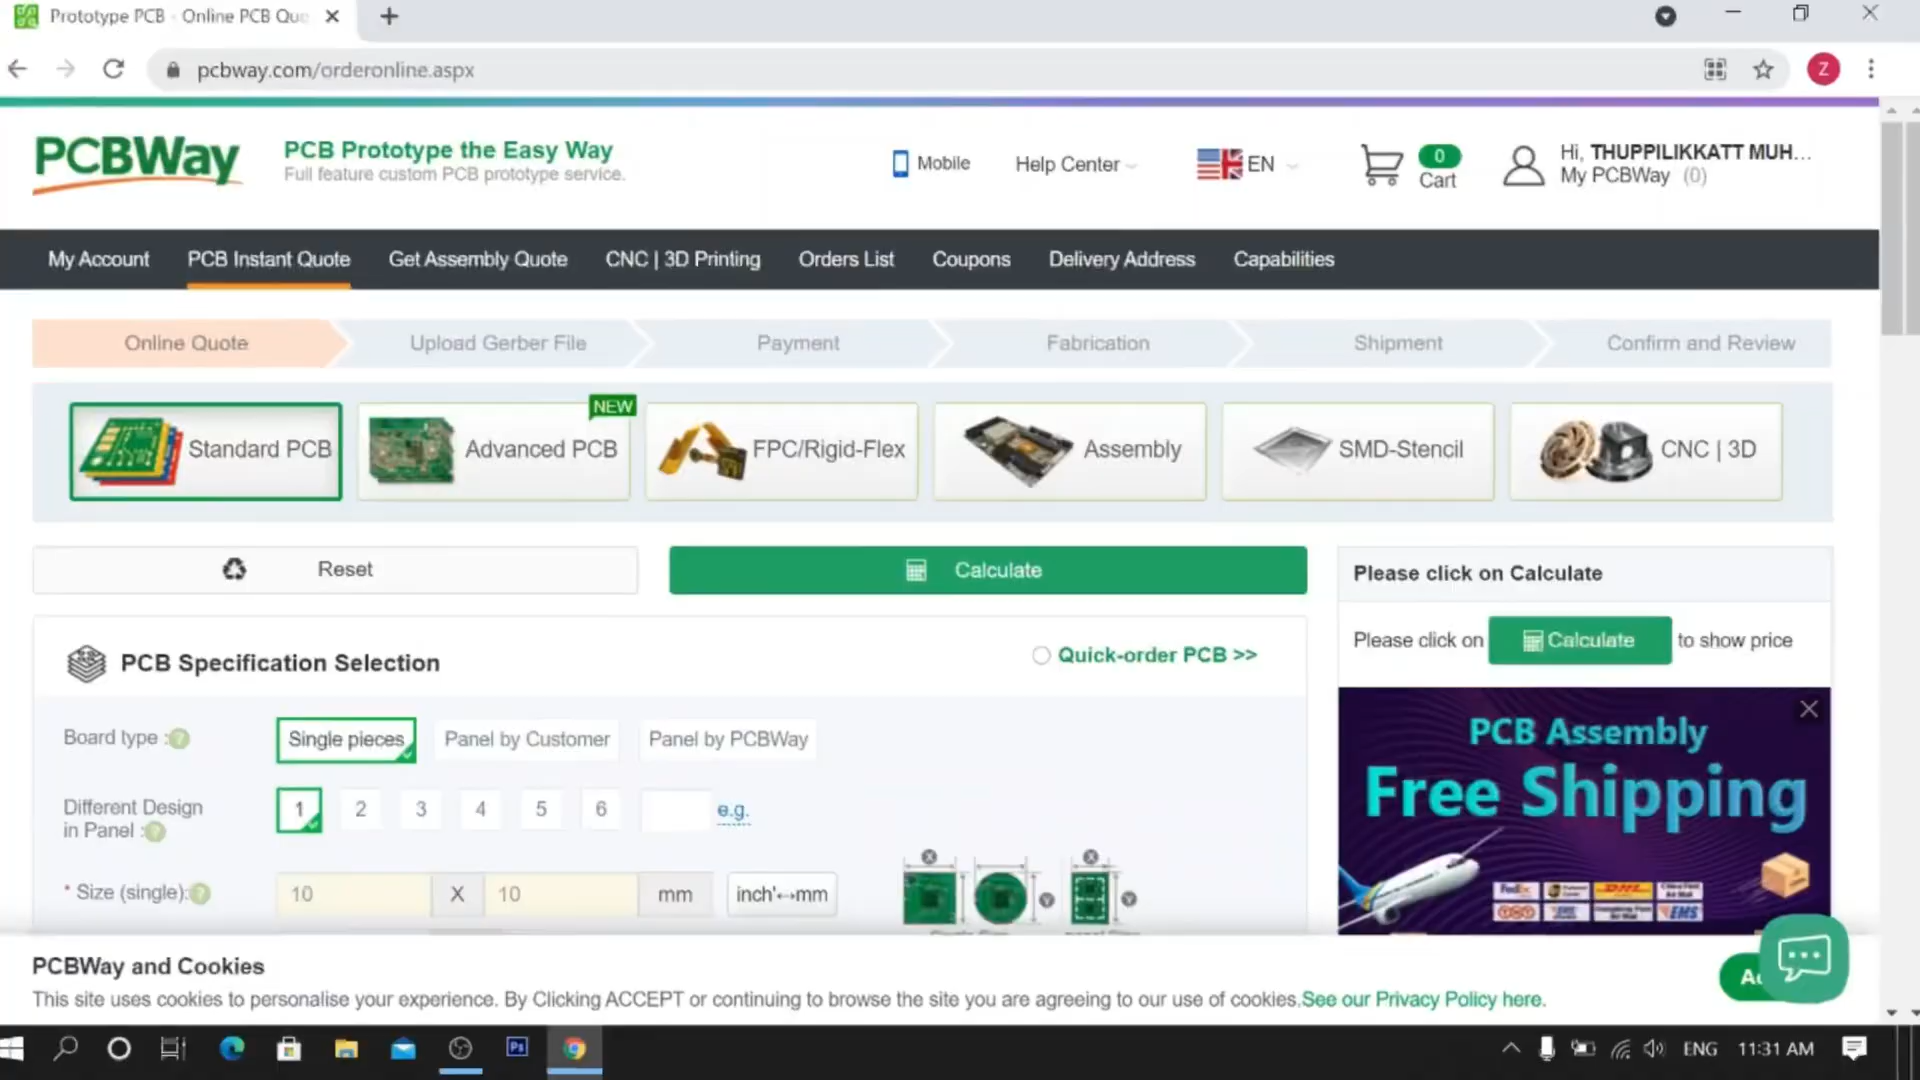 Prototype PCB - Online PCB Quo
pcbway.com/orderonline.aspx
Z
PCBWay
PCB Prototype the Easy Way
Full feature custom PCB prototype service.
Mobile
Help Center
EN
0
Cart
Hi, THUPPILIKKATT MUH...
My PCBWay (0)
My Account
PCB Instant Quote
Get Assembly Quote
CNC | 3D Printing
Orders List
Coupons
Delivery Address
Capabilities
Online Quote
Upload Gerber File
Payment
Fabrication
Shipment
Confirm and Review
Standard PCB
NEW
Advanced PCB
FPC/Rigid-Flex
Assembly
SMD-Stencil
CNC | 3D
Reset
Calculate
Please click on Calculate
Please click on Calculate to show price
PCB Specification Selection
Quick-order PCB >>
Board type :?
Single pieces
Panel by Customer
Panel by PCBWay
Different Design
in Panel :?
1
2
3
4
5
6
e.g.
* Size (single):?
10
X
10
mm
inch'↔mm
X
Y
X
Y
PCB Assembly
Free Shipping
FedEx
DHL
TNT
EMS
EMS
PCBWay and Cookies
This site uses cookies to personalise your experience. By Clicking ACCEPT or continuing to browse the site you are agreeing to our use of cookies.See our Privacy Policy here.
Ps
ENG
11:31 AM